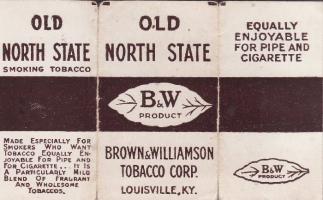 OLD
NORTH STATE
SMOKING TOBACCO
MADE ESPECIALLY FOR
SMOKERS WHO WANT
TOBACCO EQUALLY EN-
JOYABLE FOR PIPE AND
FOR CIGARETTE... IT IS
A PARTICULARLY MILD
BLEND OF FRAGRANT
AND WHOLESOME
TOBACCOS.
OLD
NORTH STATE
B&W
PRODUCT
BROWN & WILLIAMSON
TOBACCO CORP.
LOUISVILLE, KY.
EQUALLY
ENJOYABLE
FOR PIPE AND
CIGARETTE
B&W
PRODUCT